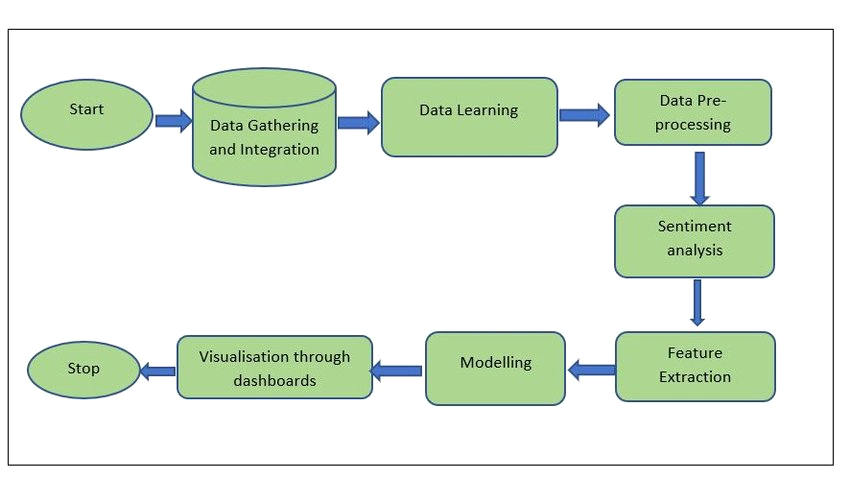 Start
Data Gathering
and Integration
Data Learning
Data Pre-
processing
Sentiment
analysis
Feature
Extraction
Modelling
Visualisation through
dashboards
Stop